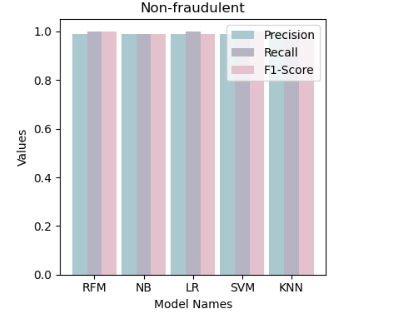 Non-fraudulent
1.0
0.8
0.6
0.4
0.2
0.0
Values
Precision
Recall
F1-Score
RFM NB LR SVM KNN
Model Names